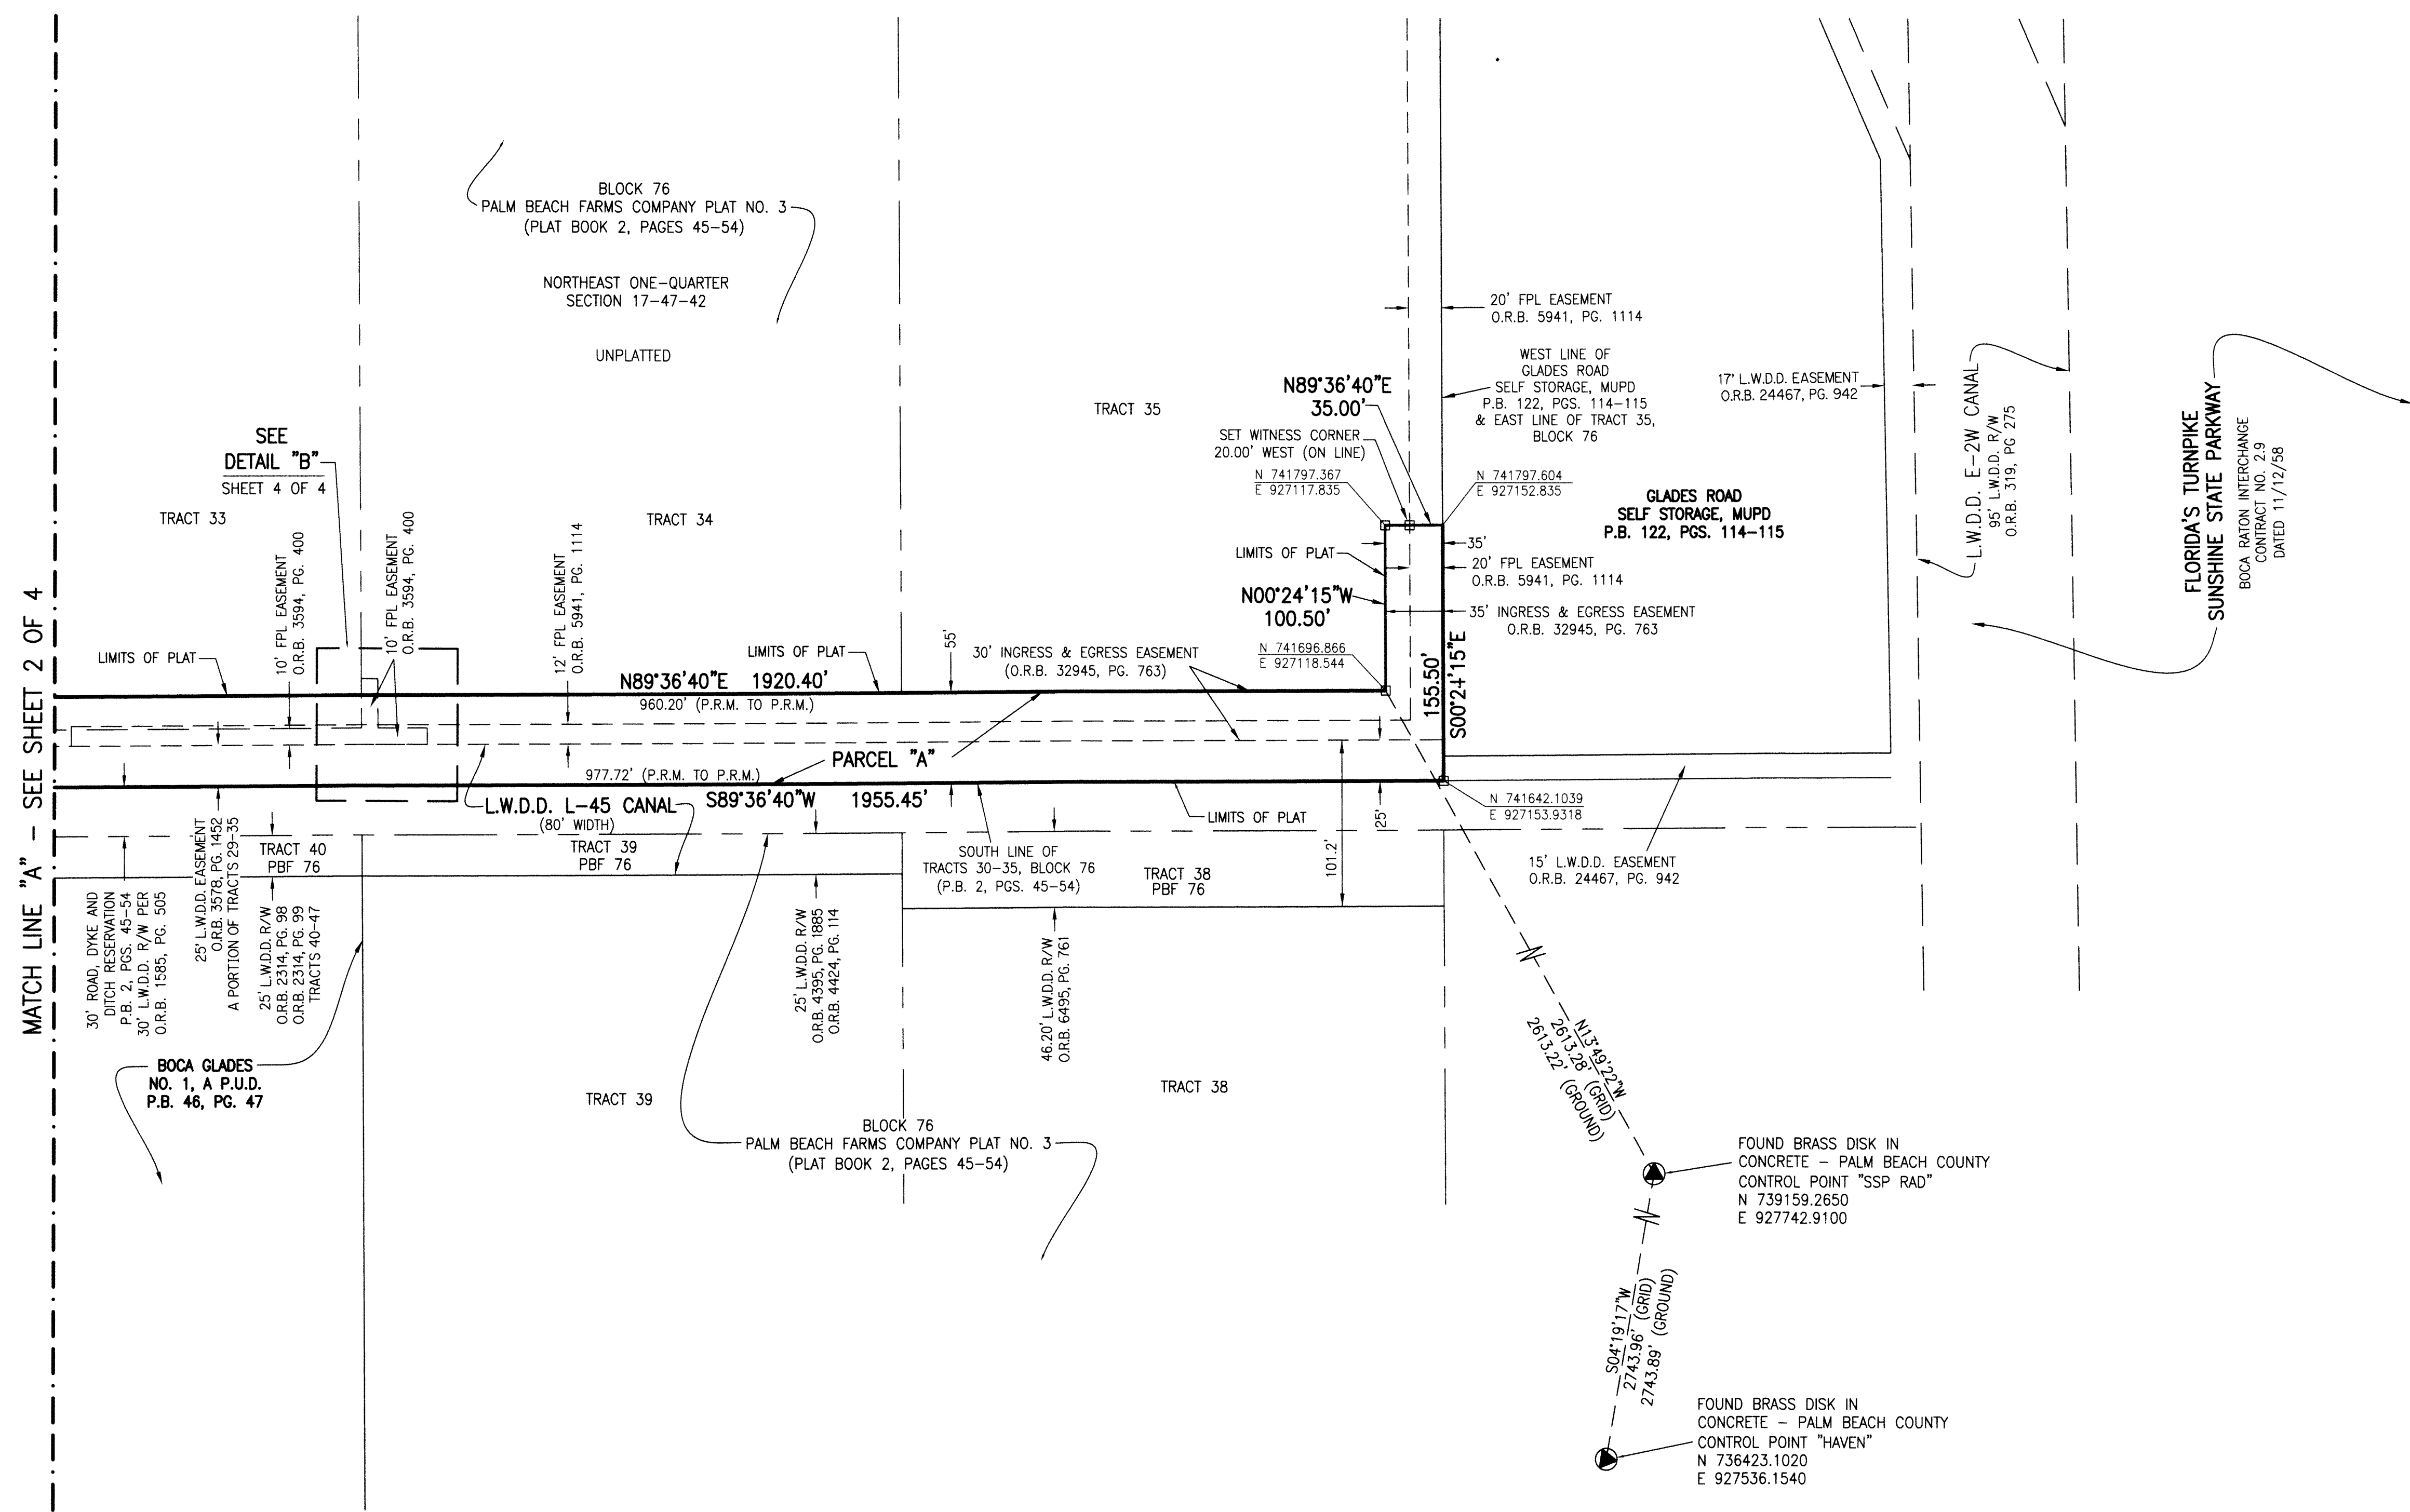 MATCH LINE "A" - SEE SHEET 2 OF 4
BLOCK 76
PALM BEACH FARMS COMPANY PLAT NO. 3
(PLAT BOOK 2, PAGES 45-54)
NORTHEAST ONE-QUARTER
SECTION 17-47-42
UNPLATTED
SEE
DETAIL "B"
SHEET 4 OF 4
TRACT 33
TRACT 34
TRACT 35
10' FPL EASEMENT
O.R.B. 3594, PG. 400
10' FPL EASEMENT
O.R.B. 3594, PG. 400
12' FPL EASEMENT
O.R.B. 5941, PG. 1114
LIMITS OF PLAT
LIMITS OF PLAT
N89°36'40"E 1920.40'
960.20' (P.R.M. TO P.R.M.)
55'
30' INGRESS & EGRESS EASEMENT
(O.R.B. 32945, PG. 763)
N89°36'40"E
35.00'
SET WITNESS CORNER
20.00' WEST (ON LINE)
N 741797.367
E 927117.835
LIMITS OF PLAT
N00°24'15"W
100.50'
N 741696.866
E 927118.544
20' FPL EASEMENT
O.R.B. 5941, PG. 1114
WEST LINE OF
GLADES ROAD
SELF STORAGE, MUPD
P.B. 122, PGS. 114-115
& EAST LINE OF TRACT 35,
BLOCK 76
N 741797.604
E 927152.835
35'
20' FPL EASEMENT
O.R.B. 5941, PG. 1114
35' INGRESS & EGRESS EASEMENT
O.R.B. 32945, PG. 763
155.50'
S00°24'15"E
GLADES ROAD
SELF STORAGE, MUPD
P.B. 122, PGS. 114-115
17' L.W.D.D. EASEMENT
O.R.B. 24467, PG. 942
L.W.D.D. E-2W CANAL
95' L.W.D.D. R/W
O.R.B. 319, PG 275
FLORIDA'S TURNPIKE
SUNSHINE STATE PARKWAY
BOCA RATON INTERCHANGE
CONTRACT NO. 2.9
DATED 11/12/58
PARCEL "A"
977.72' (P.R.M. TO P.R.M.)
S89°36'40"W 1955.45'
L.W.D.D. L-45 CANAL
(80' WIDTH)
LIMITS OF PLAT
25'
101.2'
N 741642.1039
E 927153.9318
15' L.W.D.D. EASEMENT
O.R.B. 24467, PG. 942
TRACT 40
PBF 76
TRACT 39
PBF 76
SOUTH LINE OF
TRACTS 30-35, BLOCK 76
(P.B. 2, PGS. 45-54)
TRACT 38
PBF 76
30' ROAD, DYKE AND
DITCH RESERVATION
P.B. 2, PGS. 45-54
30' L.W.D.D. R/W PER
O.R.B. 1585, PG. 505
25' L.W.D.D. EASEMENT
O.R.B. 3578, PG. 1452
A PORTION OF TRACTS 29-35
25' L.W.D.D. R/W
O.R.B. 2314, PG. 98
O.R.B. 2314, PG. 99
TRACTS 40-47
25' L.W.D.D. R/W
O.R.B. 4395, PG. 1885
O.R.B. 4424, PG. 114
46.20' L.W.D.D. R/W
O.R.B. 6495, PG. 761
BOCA GLADES
NO. 1, A P.U.D.
P.B. 46, PG. 47
TRACT 39
TRACT 38
BLOCK 76
PALM BEACH FARMS COMPANY PLAT NO. 3
(PLAT BOOK 2, PAGES 45-54)
N13°49'22"W
2613.28' (GRID)
2613.22' (GROUND)
FOUND BRASS DISK IN
CONCRETE - PALM BEACH COUNTY
CONTROL POINT "SSP RAD"
N 739159.2650
E 927742.9100
S04°19'17"W
2743.96' (GRID)
2743.89' (GROUND)
FOUND BRASS DISK IN
CONCRETE - PALM BEACH COUNTY
CONTROL POINT "HAVEN"
N 736423.1020
E 927536.1540